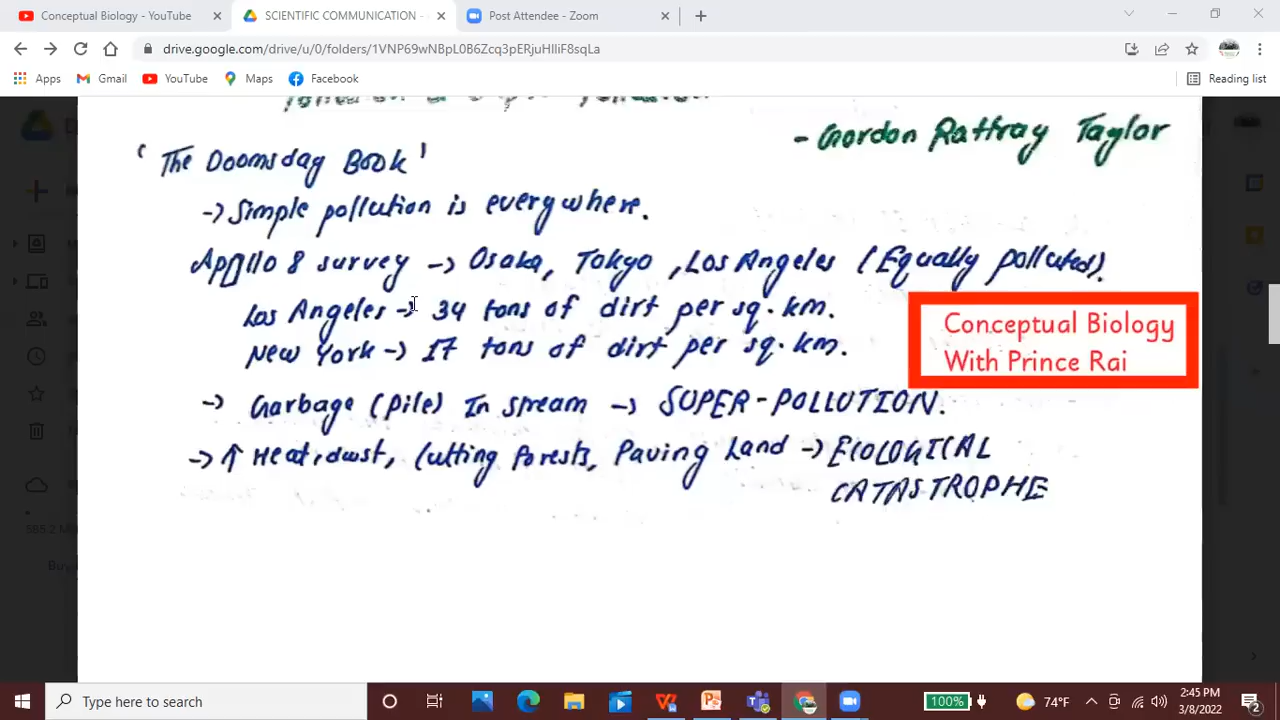 Conceptual Biology - YouTube
SCIENTIFIC COMMUNICATION -
Post Attendee - Zoom
drive.google.com/drive/u/0/folders/1VNP69wNBpL0B6Zcq3pERjuHIliF8sqLa
Apps Gmail YouTube Maps Facebook Reading list
- Gordon Rattray Taylor
'The Doomsday Book'
-> Simple pollution is everywhere.
Apollo 8 survey -> Osaka, Tokyo, Los Angeles (Equally polluted).
Los Angeles -> 34 tons of dirt per sq. km.
New York -> 17 tons of dirt per sq. km.
Conceptual Biology
With Prince Rai
-> Garbage (Pile) In stream -> SUPER-POLLUTION.
-> ↑ Heat, dust, Cutting forests, Paving Land -> ECOLOGICAL
CATASTROPHE
Type here to search
100%
74°F
2:45 PM
3/8/2022
2